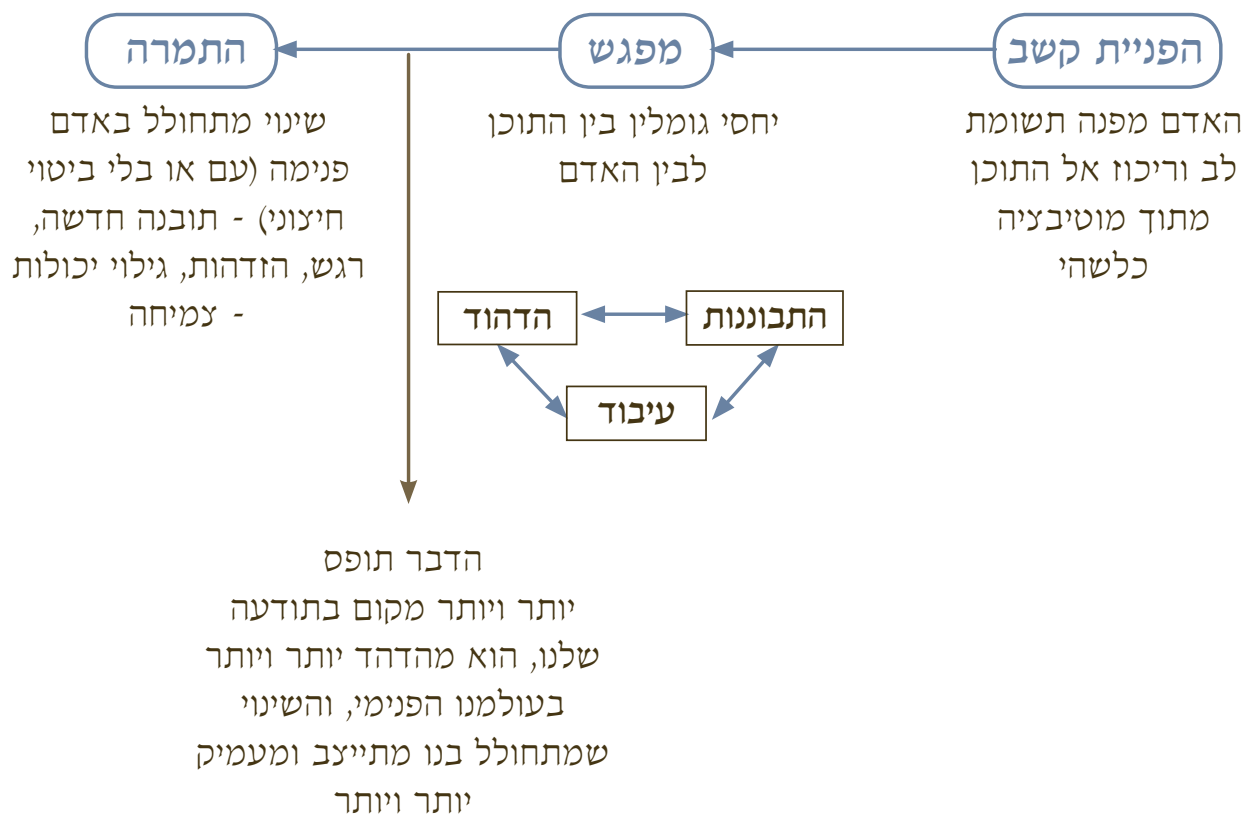 הפניית קשב
האדם מפנה תשומת
לב וריכוז אל התוכן
מתוך מוטיבציה
כלשהי
מפגש
יחסי גומלין בין התוכן
לבין האדם
התבוננות
הדהוד
עיבוד
התמרה
שינוי מתחולל באדם
פנימה (עם או בלי ביטוי
חיצוני) - תובנה חדשה,
רגש, הזדהות, גילוי יכולות
- צמיחה
הדבר תופס
יותר ויותר מקום בתודעה
שלנו, הוא מהדהד יותר ויותר
בעולמנו הפנימי, והשינוי
שמתחולל בנו מתייצב ומעמיק
יותר ויותר